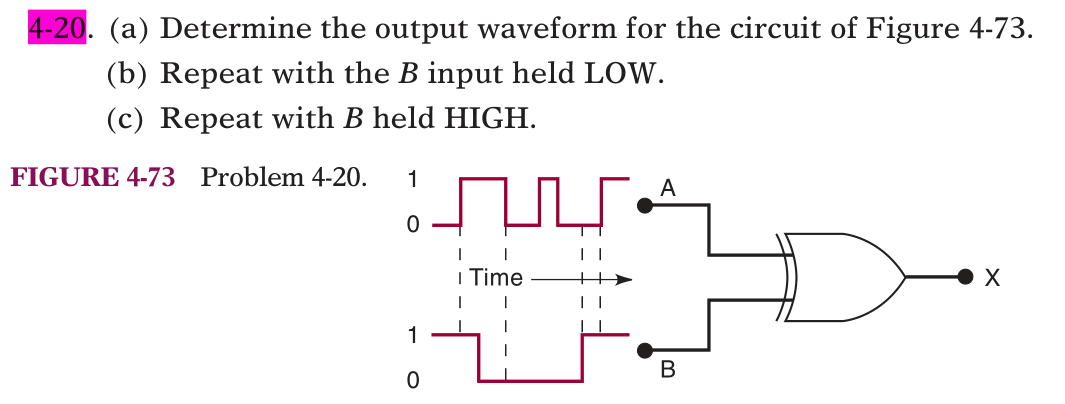 4-20. (a) Determine the output waveform for the circuit of Figure 4-73.
(b) Repeat with the B input held LOW.
(c) Repeat with B held HIGH.
FIGURE 4-73 Problem 4-20.
1
0
A
Time
X
1
0
B